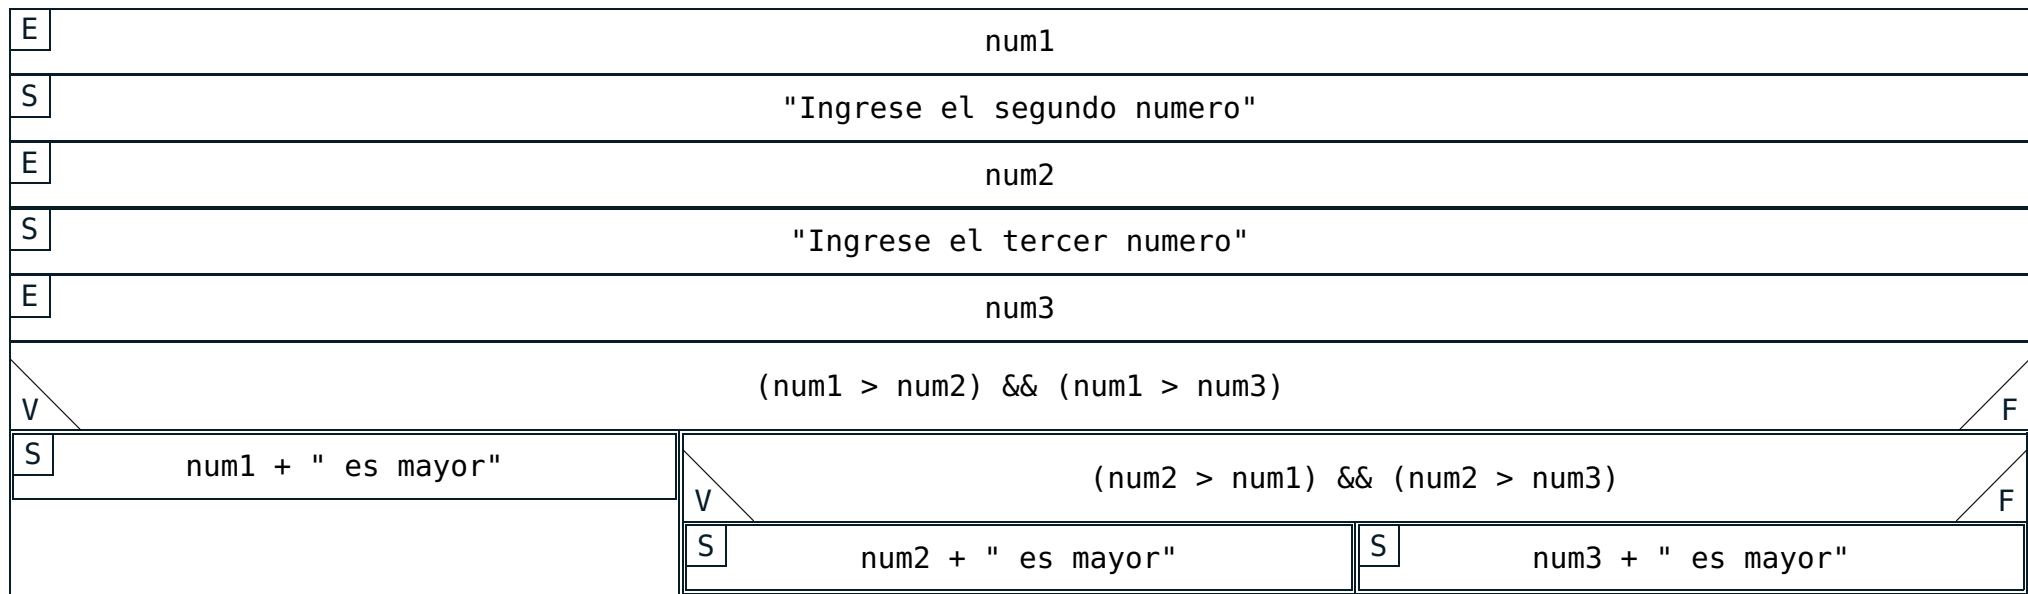 E num1
S "Ingrese el segundo numero"
E num2
S "Ingrese el tercer numero"
E num3
(num1 > num2) && (num1 > num3)
V F
S num1 + " es mayor"
(num2 > num1) && (num2 > num3)
V F
S num2 + " es mayor"
S num3 + " es mayor"